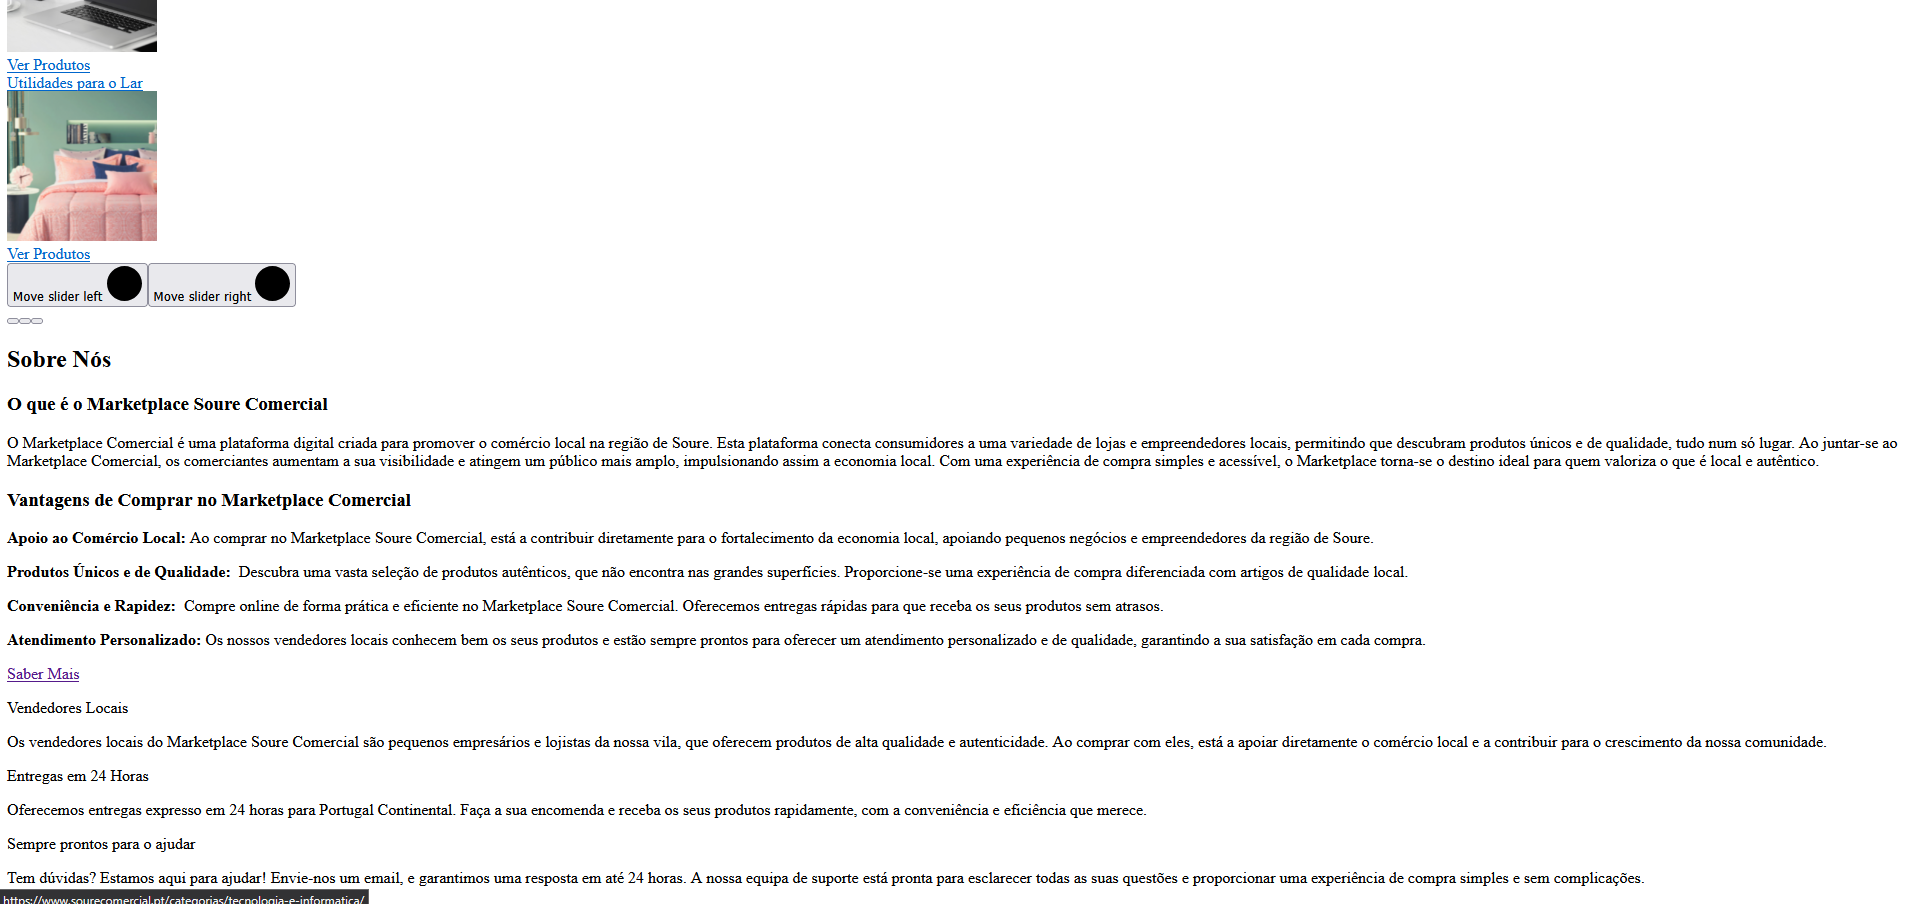 Ver Produtos
Utilidades para o Lar
Ver Produtos
Move slider left Move slider right
Sobre Nós
O que é o Marketplace Soure Comercial
O Marketplace Comercial é uma plataforma digital criada para promover o comércio local na região de Soure. Esta plataforma conecta consumidores a uma variedade de lojas e empreendedores locais, permitindo que descubram produtos únicos e de qualidade, tudo num só lugar. Ao juntar-se ao
Marketplace Comercial, os comerciantes aumentam a sua visibilidade e atingem um público mais amplo, impulsionando assim a economia local. Com uma experiência de compra simples e acessível, o Marketplace torna-se o destino ideal para quem valoriza o que é local e autêntico.
Vantagens de Comprar no Marketplace Comercial
Apoio ao Comércio Local: Ao comprar no Marketplace Soure Comercial, está a contribuir diretamente para o fortalecimento da economia local, apoiando pequenos negócios e empreendedores da região de Soure.
Produtos Únicos e de Qualidade: Descubra uma vasta seleção de produtos autênticos, que não encontra nas grandes superfícies. Proporcione-se uma experiência de compra diferenciada com artigos de qualidade local.
Conveniência e Rapidez: Compre online de forma prática e eficiente no Marketplace Soure Comercial. Oferecemos entregas rápidas para que receba os seus produtos sem atrasos.
Atendimento Personalizado: Os nossos vendedores locais conhecem bem os seus produtos e estão sempre prontos para oferecer um atendimento personalizado e de qualidade, garantindo a sua satisfação em cada compra.
Saber Mais
Vendedores Locais
Os vendedores locais do Marketplace Soure Comercial são pequenos empresários e lojistas da nossa vila, que oferecem produtos de alta qualidade e autenticidade. Ao comprar com eles, está a apoiar diretamente o comércio local e a contribuir para o crescimento da nossa comunidade.
Entregas em 24 Horas
Oferecemos entregas expresso em 24 horas para Portugal Continental. Faça a sua encomenda e receba os seus produtos rapidamente, com a conveniência e eficiência que merece.
Sempre prontos para o ajudar
Tem dúvidas? Estamos aqui para ajudar! Envie-nos um email, e garantimos uma resposta em até 24 horas. A nossa equipa de suporte está pronta para esclarecer todas as suas questões e proporcionar uma experiência de compra simples e sem complicações.
https://www.sourecomercial.pt/categorias/tecnologia-e-informatica/